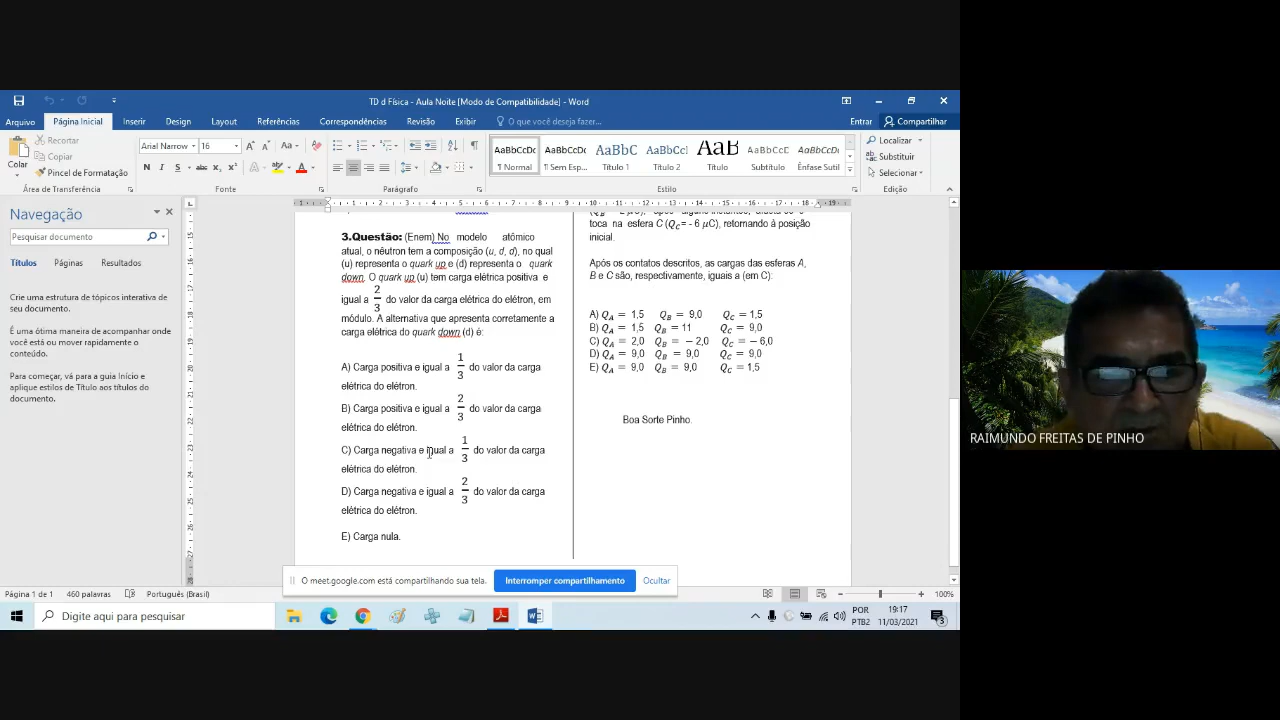 TD d Física - Aula Noite [Modo de Compatibilidade] - Word
Arquivo Página Inicial Inserir Design Layout Referências Correspondências Revisão Exibir O que você deseja fazer... Entrar Compartilhar
Colar
Recortar
Copiar
Pincel de Formatação
Área de Transferência
Arial Narrow 16
Fonte
Parágrafo
AaBbCcDc AaBbCcDc AaBbC AaBbCc AaB AaBbCcD AaBbCcDc
¶ Normal ¶ Sem Esp... Título 1 Título 2 Título Subtítulo Ênfase Sutil
Estilo
Localizar
Substituir
Selecionar
Edição
Navegação
Pesquisar documento
Títulos Páginas Resultados
Crie uma estrutura de tópicos interativa de
seu documento.
É uma ótima maneira de acompanhar onde
você está ou mover rapidamente o
conteúdo.
Para começar, vá para a guia Início e
aplique estilos de Título aos títulos do
documento.
3.Questão: (Enem) No modelo atômico
atual, o nêutron tem a composição (u, d, d), no qual
(u) representa o quark up e (d) representa o quark
down. O quark up (u) tem carga elétrica positiva e
igual a 2/3 do valor da carga elétrica do elétron, em
módulo. A alternativa que apresenta corretamente a
carga elétrica do quark down (d) é:
A) Carga positiva e igual a 1/3 do valor da carga
elétrica do elétron.
B) Carga positiva e igual a 2/3 do valor da carga
elétrica do elétron.
C) Carga negativa e igual a 1/3 do valor da carga
elétrica do elétron.
D) Carga negativa e igual a 2/3 do valor da carga
elétrica do elétron.
E) Carga nula.
toca na esfera C (QC= - 6 µC), retornando à posição
inicial.
Após os contatos descritos, as cargas das esferas A,
B e C são, respectivamente, iguais a (em C):
A) QA = 1,5 QB = 9,0 QC = 1,5
B) QA = 1,5 QB = 11 QC = 9,0
C) QA = 2,0 QB = − 2,0 QC = − 6,0
D) QA = 9,0 QB = 9,0 QC = 9,0
E) QA = 9,0 QB = 9,0 QC = 1,5
Boa Sorte Pinho.
RAIMUNDO FREITAS DE PINHO
O meet.google.com está compartilhando sua tela. Interromper compartilhamento Ocultar
Página 1 de 1 460 palavras Português (Brasil) 100%
Digite aqui para pesquisar
POR
PTB2
19:17
11/03/2021
3